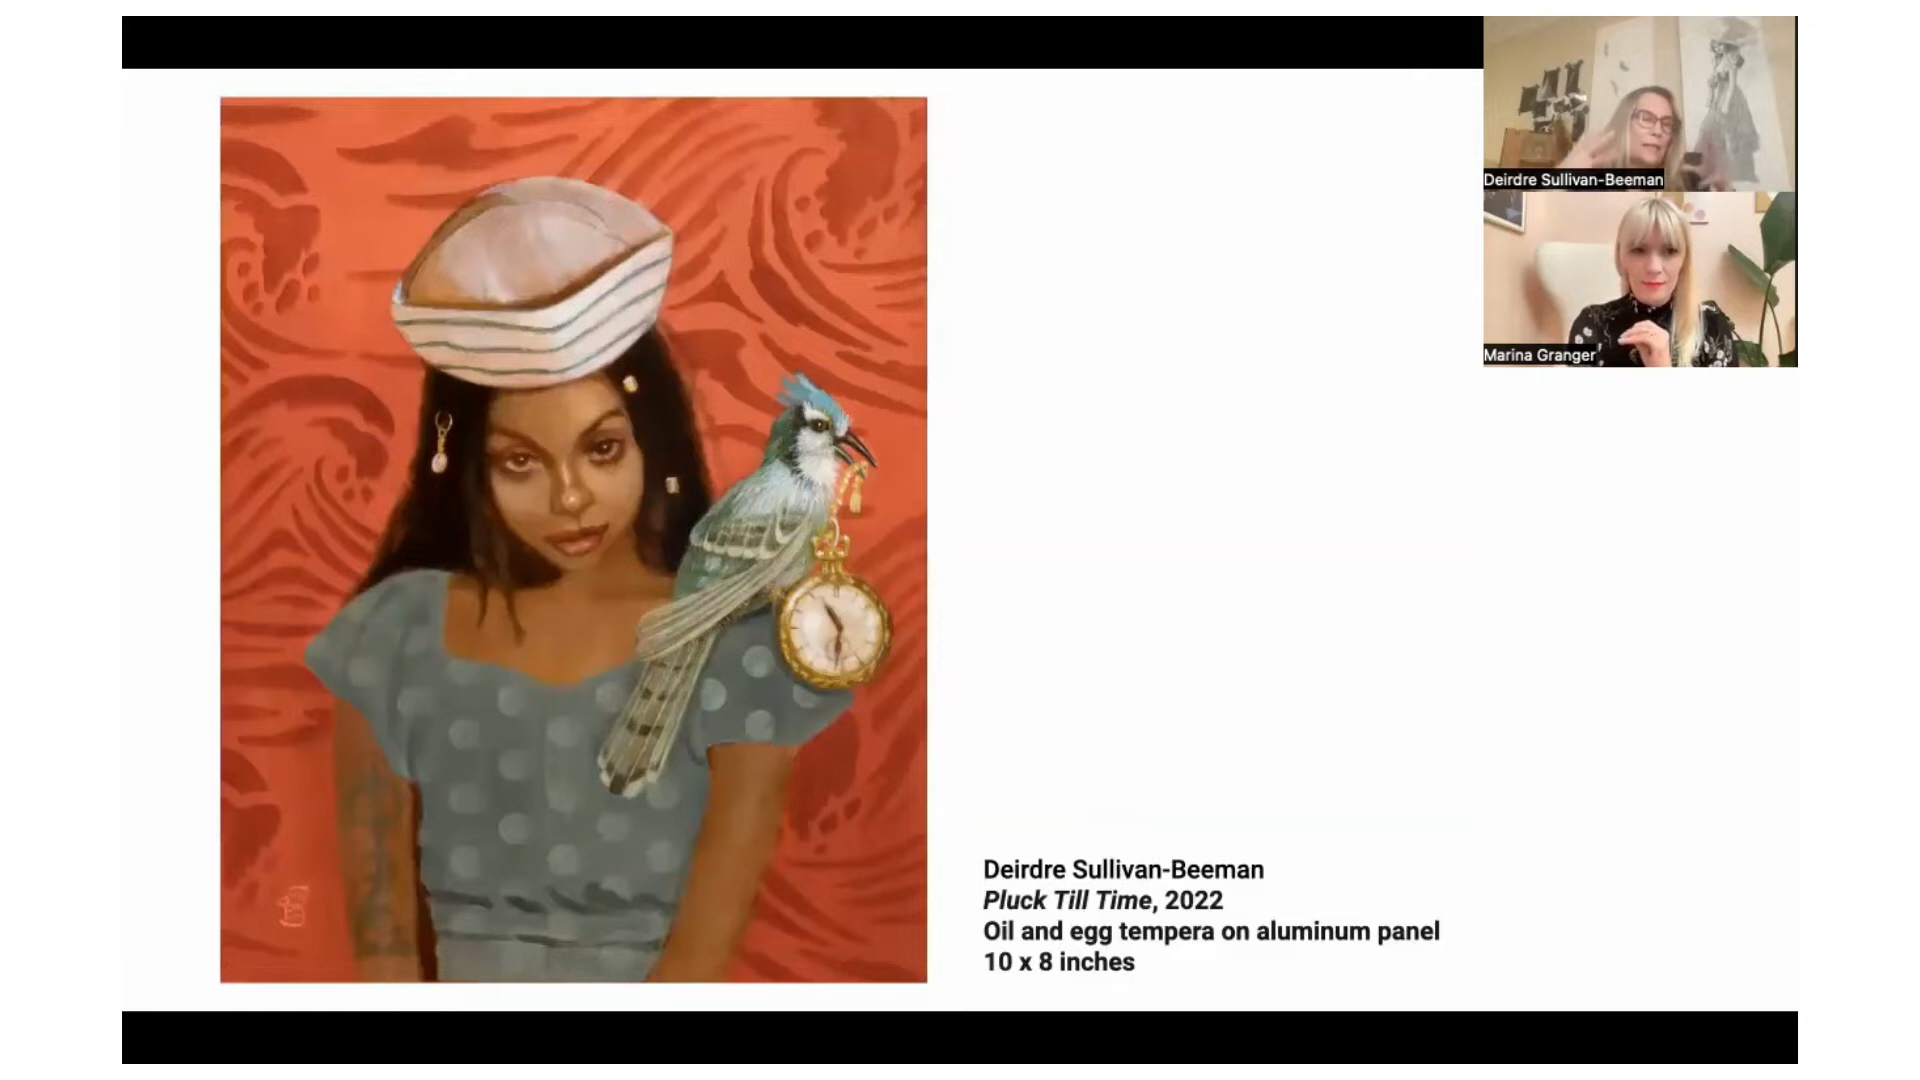 Deirdre Sullivan-Beeman
Marina Granger
Deirdre Sullivan-Beeman
Pluck Till Time, 2022
Oil and egg tempera on aluminum panel
10 x 8 inches